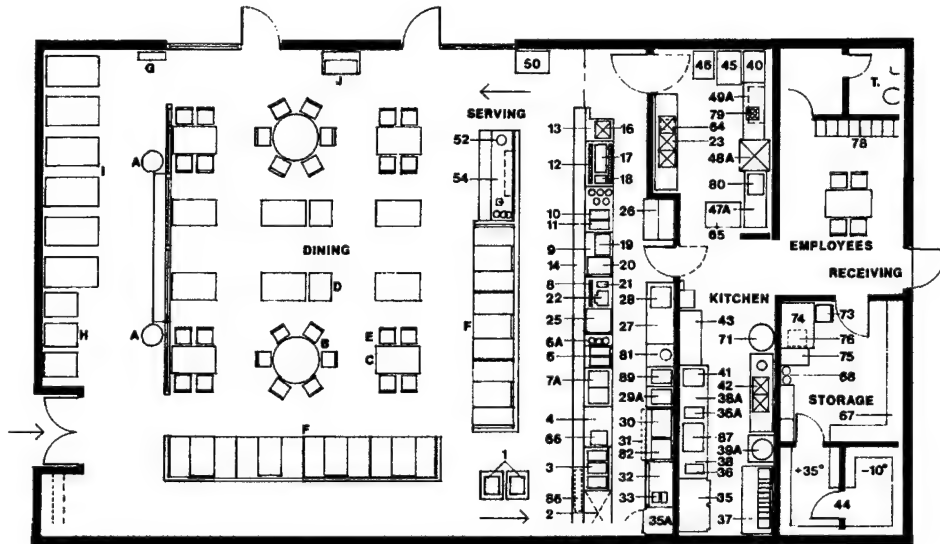 G
J
50
46
45
40
T.
SERVING
49A
79
13
16
64
23
52
12
17
78
A
18
48A
54
80
I
10
11
26
47A
65
9
19
DINING
14
20
EMPLOYEES
8
21
RECEIVING
D
22
28
KITCHEN
74
73
25
27
43
71
76
F
6A
75
H
A
B
E
6
81
41
68
C
7A
89
42
38A
29A
36A
STORAGE
4
30
67
66
31
87
39A
F
82
38
+35°
-10°
1
3
32
36
86
33
35
44
2
35A
37